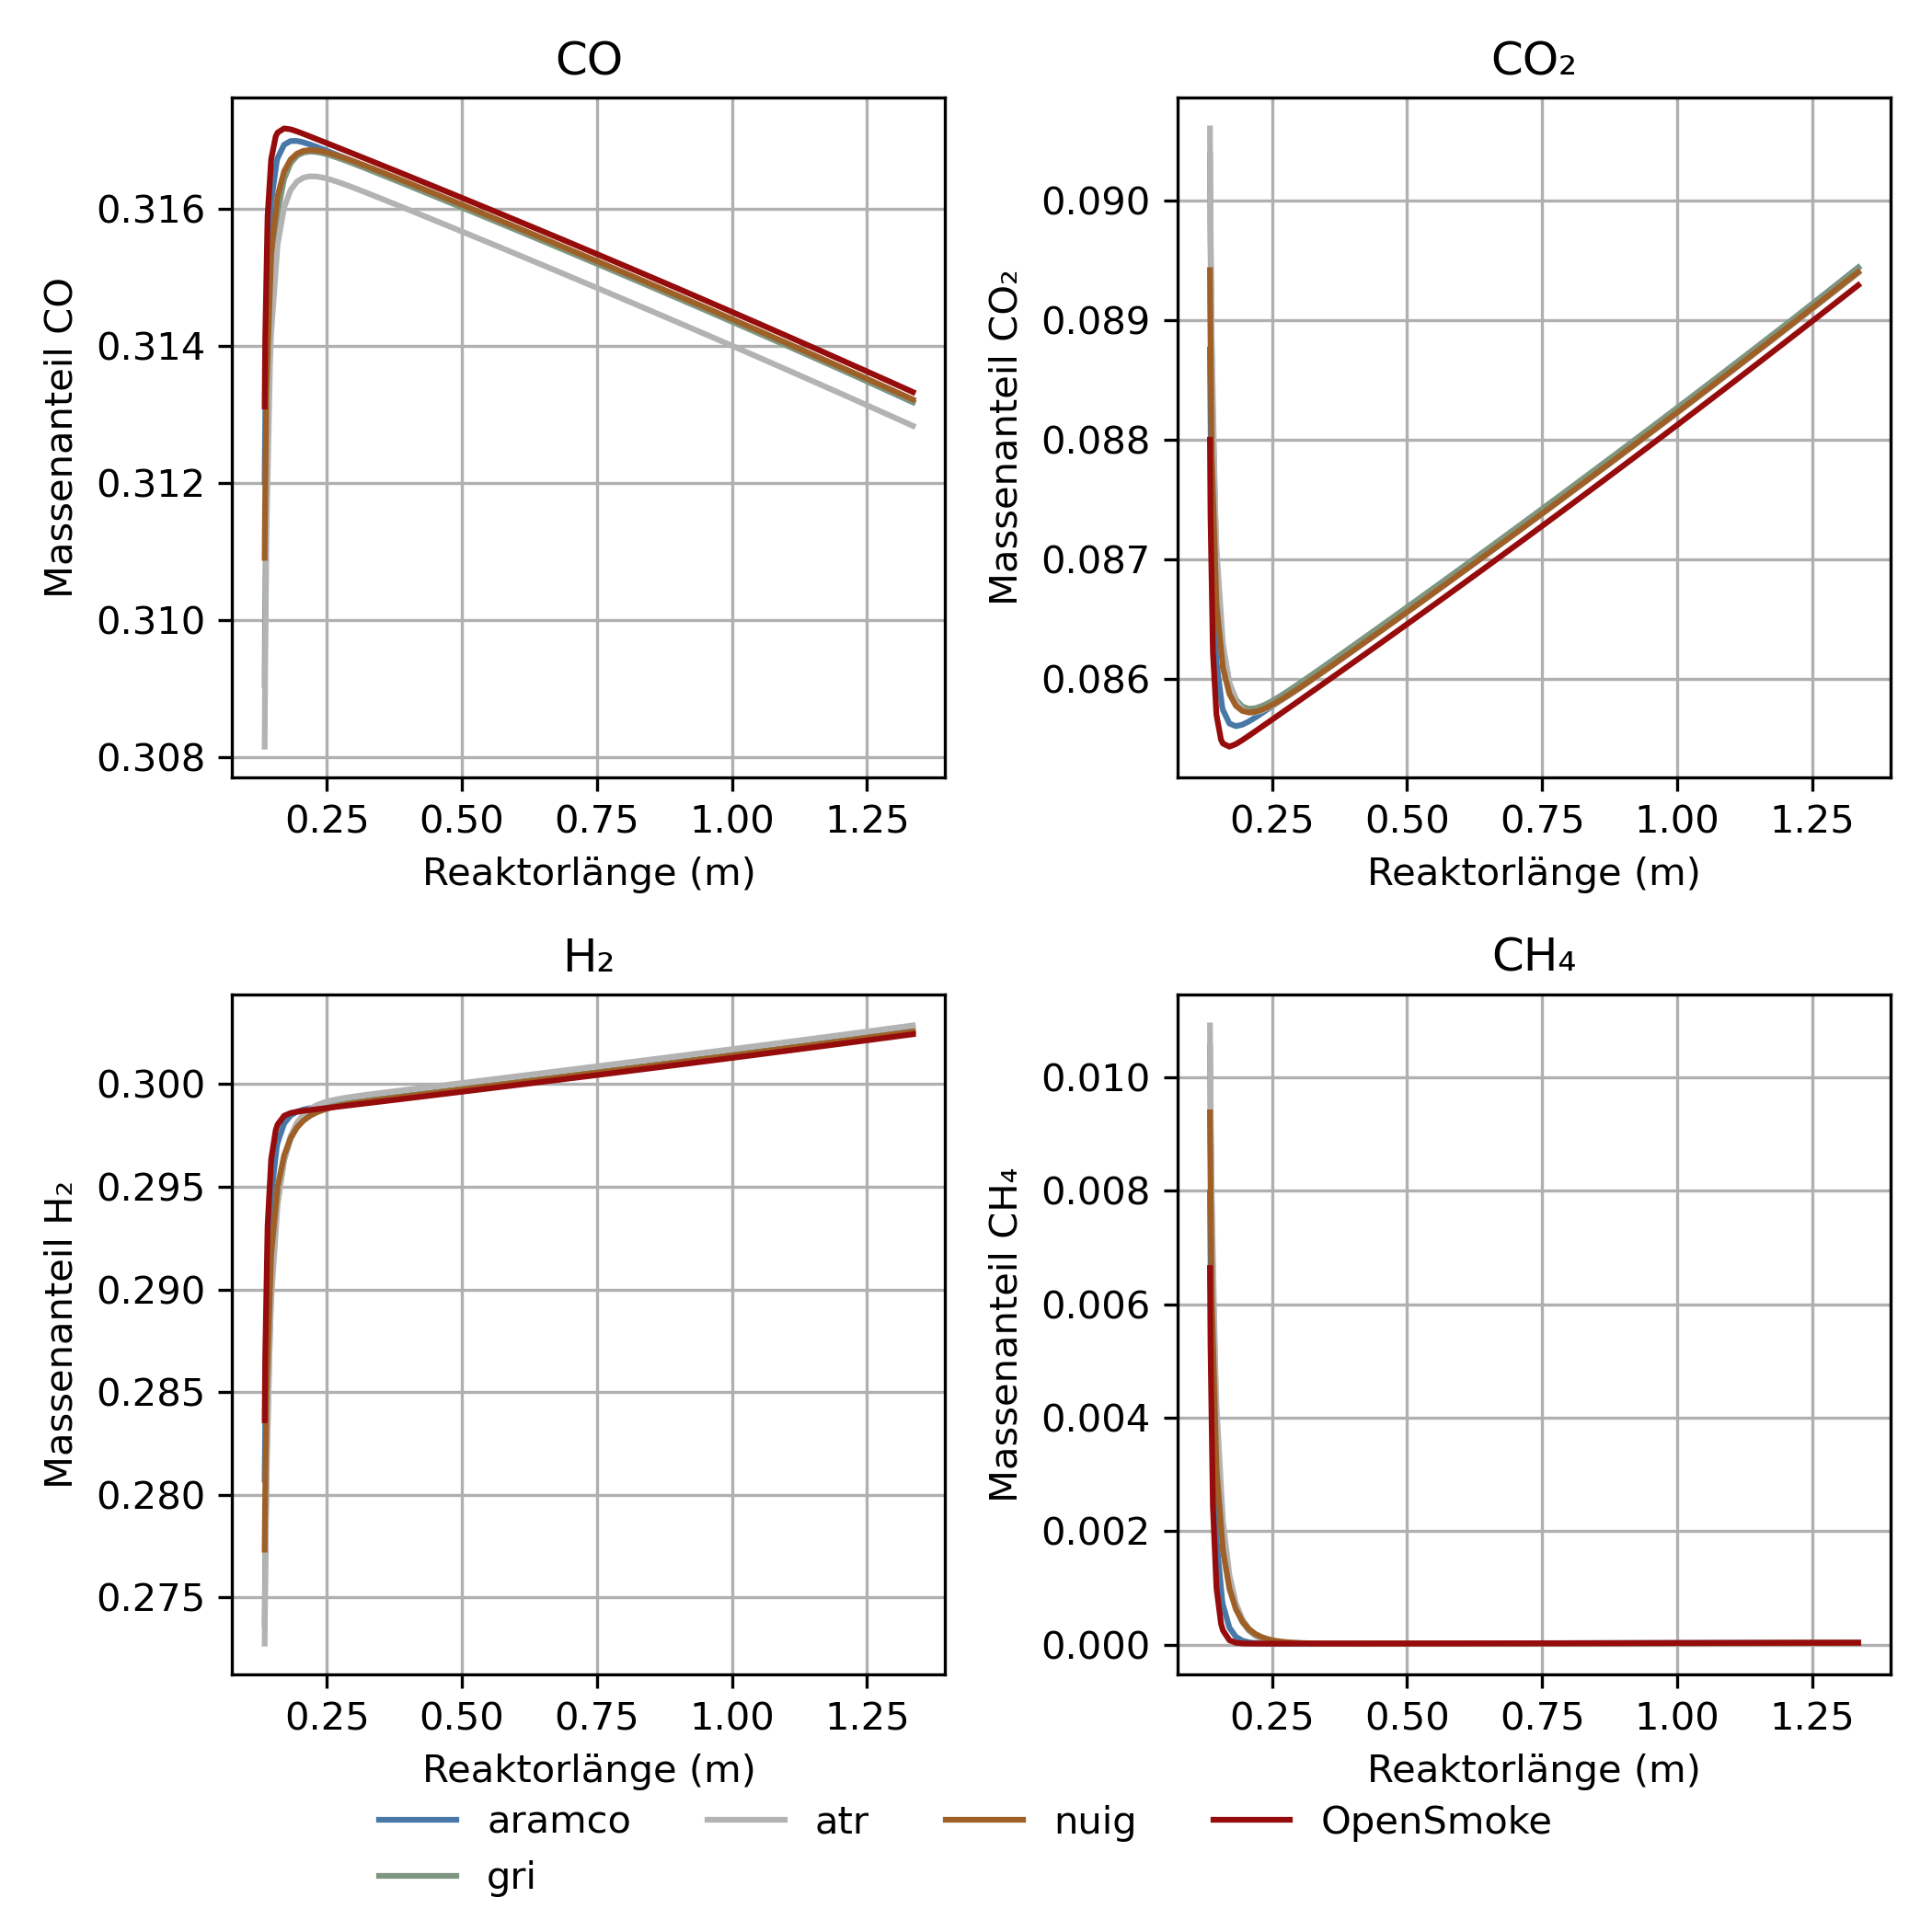 CO
Massenanteil CO
0.316
0.314
0.312
0.310
0.308
0.25 0.50 0.75 1.00 1.25
Reaktorlänge (m)
CO₂
Massenanteil CO₂
0.090
0.089
0.088
0.087
0.086
0.25 0.50 0.75 1.00 1.25
Reaktorlänge (m)
H₂
Massenanteil H₂
0.300
0.295
0.290
0.285
0.280
0.275
0.25 0.50 0.75 1.00 1.25
Reaktorlänge (m)
CH₄
Massenanteil CH₄
0.010
0.008
0.006
0.004
0.002
0.000
0.25 0.50 0.75 1.00 1.25
Reaktorlänge (m)
aramco atr nuig OpenSmoke
gri